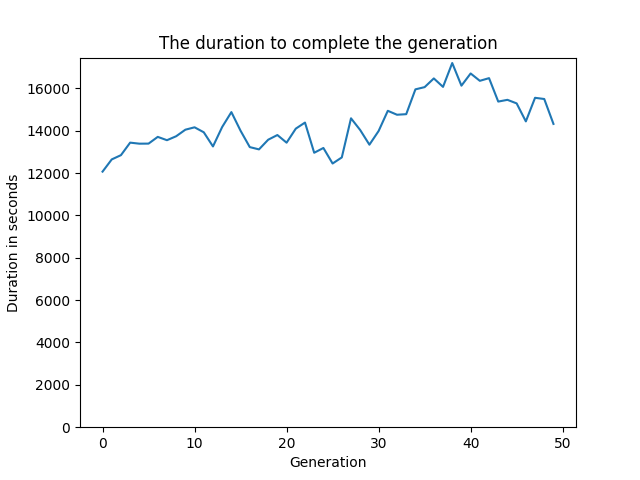 The duration to complete the generation
Duration in seconds
16000
14000
12000
10000
8000
6000
4000
2000
0
0 10 20 30 40 50
Generation